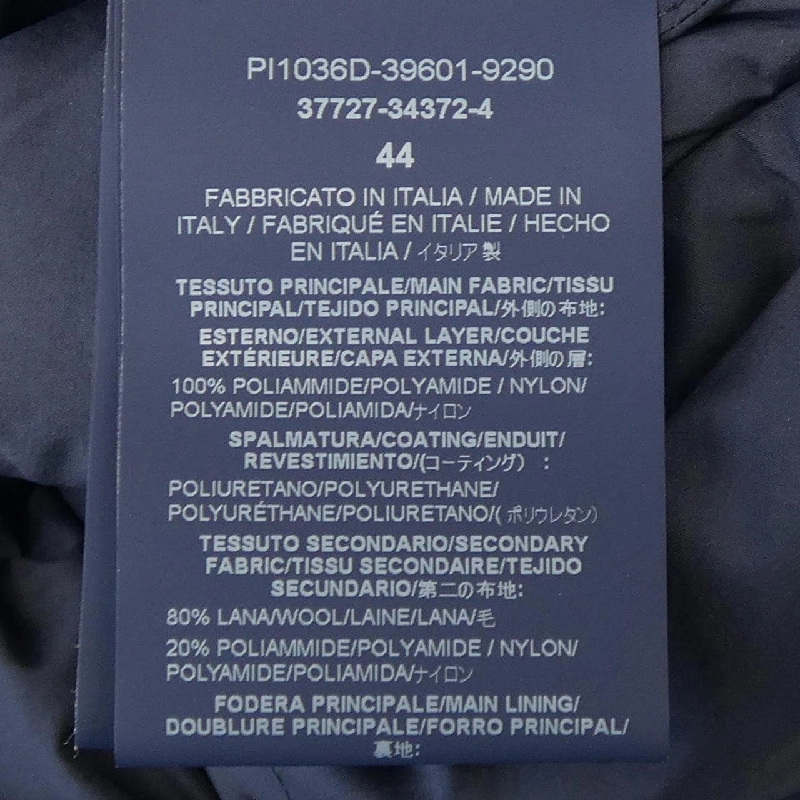 PI1036D-39601-9290
37727-34372-4
44
FABBRICATO IN ITALIA / MADE IN
ITALY / FABRIQUÉ EN ITALIE / HECHO
EN ITALIA / イタリア製
TESSUTO PRINCIPALE/MAIN FABRIC/TISSU
PRINCIPAL/TEJIDO PRINCIPAL/外側の布地:
ESTERNO/EXTERNAL LAYER/COUCHE
EXTÉRIEURE/CAPA EXTERNA/外側の層:
100% POLIAMMIDE/POLYAMIDE / NYLON/
POLYAMIDE/POLIAMIDA/ナイロン
SPALMATURA/COATING/ENDUIT/
REVESTIMIENTO/(コーティング) :
POLIURETANO/POLYURETHANE/
POLYURÉTHANE/POLIURETANO/(ポリウレタン)
TESSUTO SECONDARIO/SECONDARY
FABRIC/TISSU SECONDAIRE/TEJIDO
SECUNDARIO/第二の布地:
80% LANA/WOOL/LAINE/LANA/毛
20% POLIAMMIDE/POLYAMIDE / NYLON/
POLYAMIDE/POLIAMIDA/ナイロン
FODERA PRINCIPALE/MAIN LINING/
DOUBLURE PRINCIPALE/FORRO PRINCIPAL/
裏地: